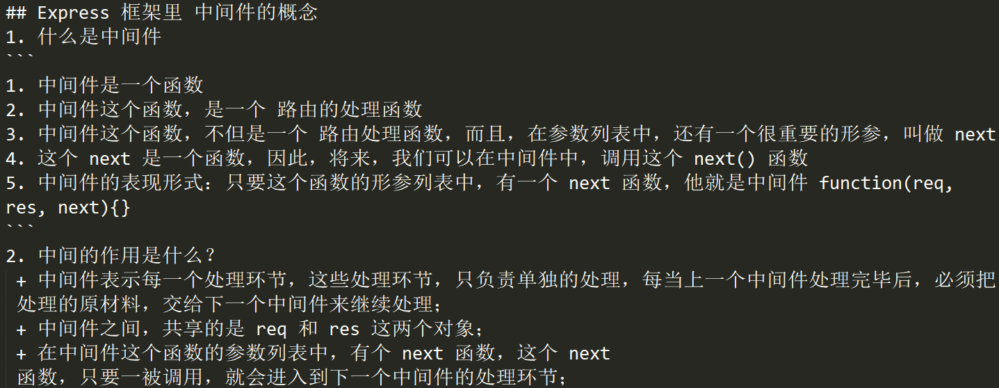 ## Express 框架里 中间件的概念
1. 什么是中间件
```
1. 中间件是一个函数
2. 中间件这个函数，是一个 路由的处理函数
3. 中间件这个函数，不但是一个 路由处理函数，而且，在参数列表中，还有一个很重要的形参，叫做 next
4. 这个 next 是一个函数，因此，将来，我们可以在中间件中，调用这个 next() 函数
5. 中间件的表现形式：只要这个函数的形参列表中，有一个 next 函数，他就是中间件 function(req,
res, next){}
```
2. 中间的作用是什么？
+ 中间件表示每一个处理环节，这些处理环节，只负责单独的处理，每当上一个中间件处理完毕后，必须把
处理的原材料，交给下一个中间件来继续处理；
+ 中间件之间，共享的是 req 和 res 这两个对象；
+ 在中间件这个函数的参数列表中，有个 next 函数，这个 next
函数，只要一被调用，就会进入到下一个中间件的处理环节；